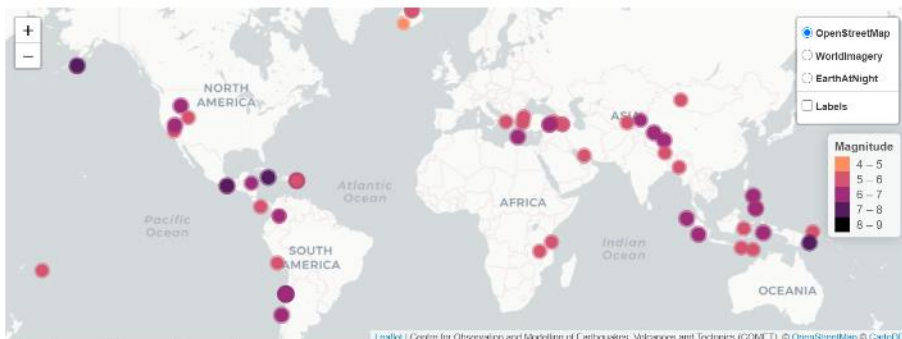 +
−
OpenStreetMap
WorldImagery
EarthAtNight
Labels
NORTH
AMERICA
ASIA
Magnitude
4 – 5
5 – 6
6 – 7
7 – 8
8 – 9
Atlantic
Ocean
AFRICA
Pacific
Ocean
Indian
Ocean
SOUTH
AMERICA
OCEANIA
Leaflet | Centre for Observation and Modelling of Earthquakes, Volcanoes and Tectonics (COMET), © OpenStreetMap © CartoDB